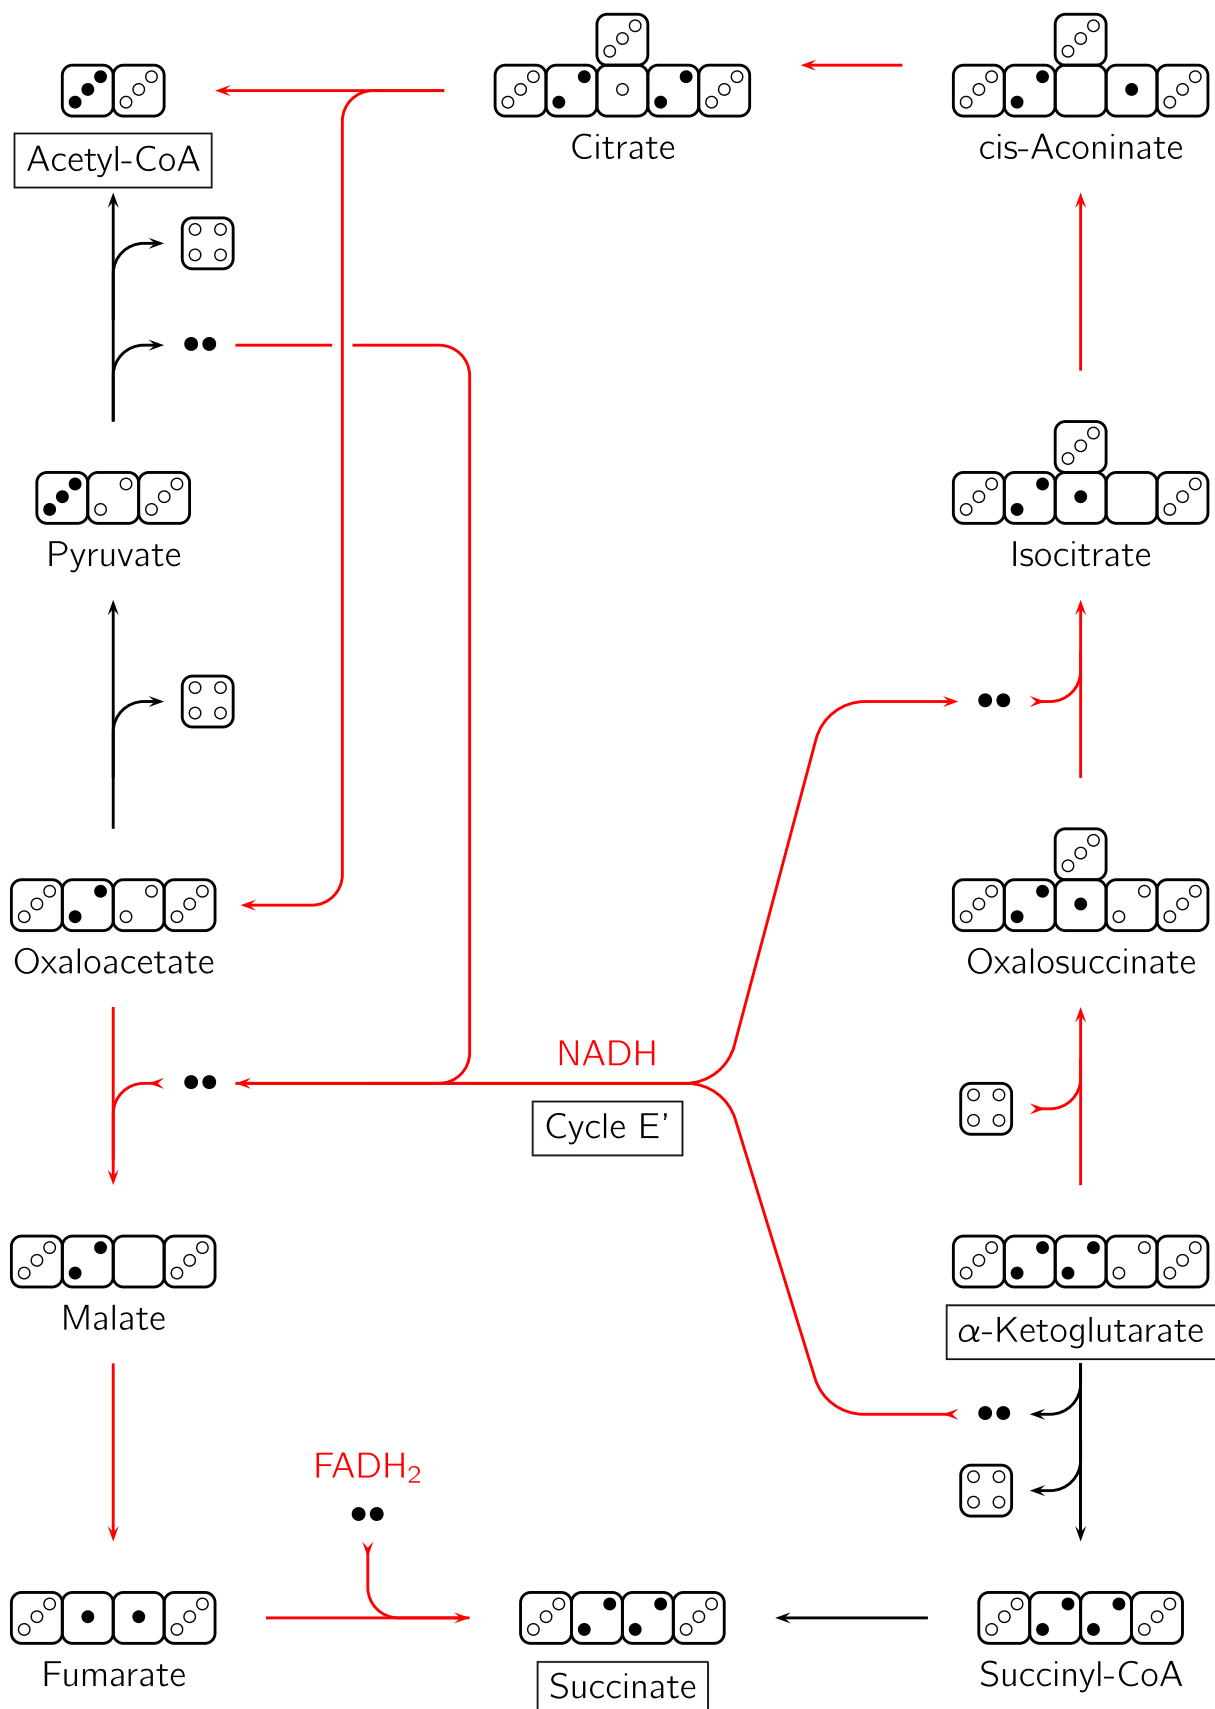 Citrate
cis-Aconinate
Acetyl-CoA
Pyruvate
Isocitrate
Oxaloacetate
Oxalosuccinate
NADH
Cycle E'
Malate
α-Ketoglutarate
FADH₂
Fumarate
Succinate
Succinyl-CoA